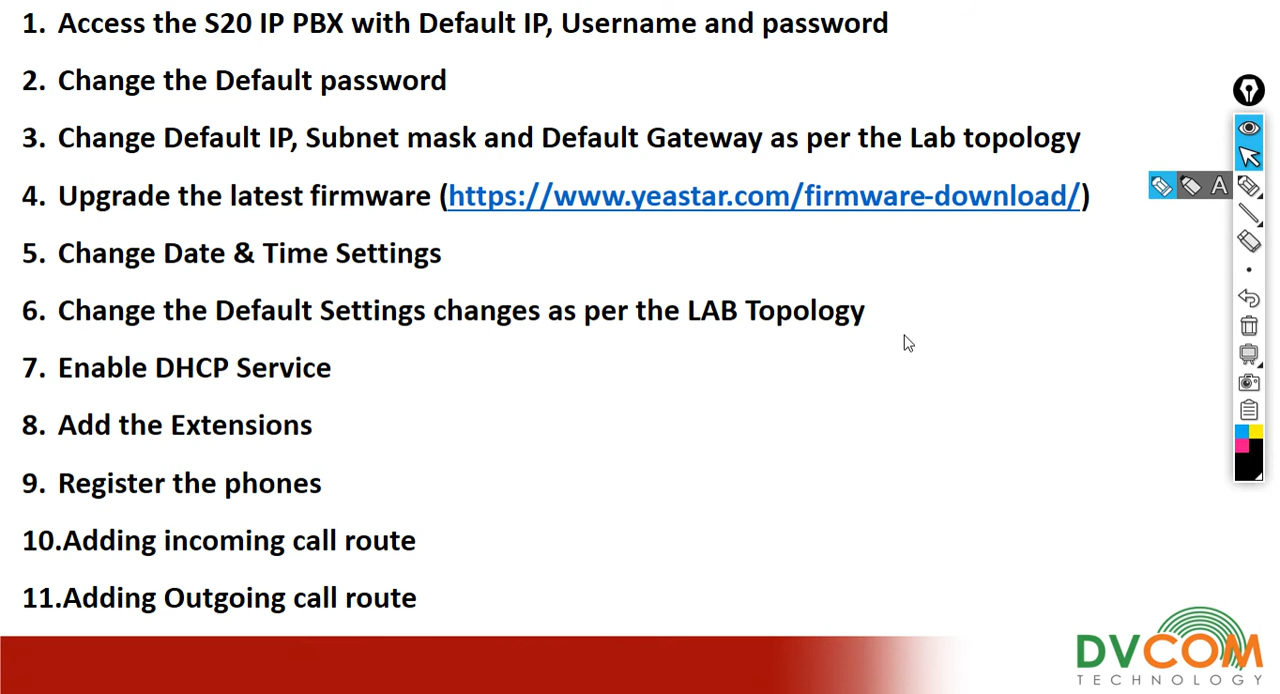 1. Access the S20 IP PBX with Default IP, Username and password
2. Change the Default password
3. Change Default IP, Subnet mask and Default Gateway as per the Lab topology
4. Upgrade the latest firmware (https://www.yeastar.com/firmware-download/)
5. Change Date & Time Settings
6. Change the Default Settings changes as per the LAB Topology
7. Enable DHCP Service
8. Add the Extensions
9. Register the phones
10.Adding incoming call route
11.Adding Outgoing call route
A
DVCOM
TECHNOLOGY